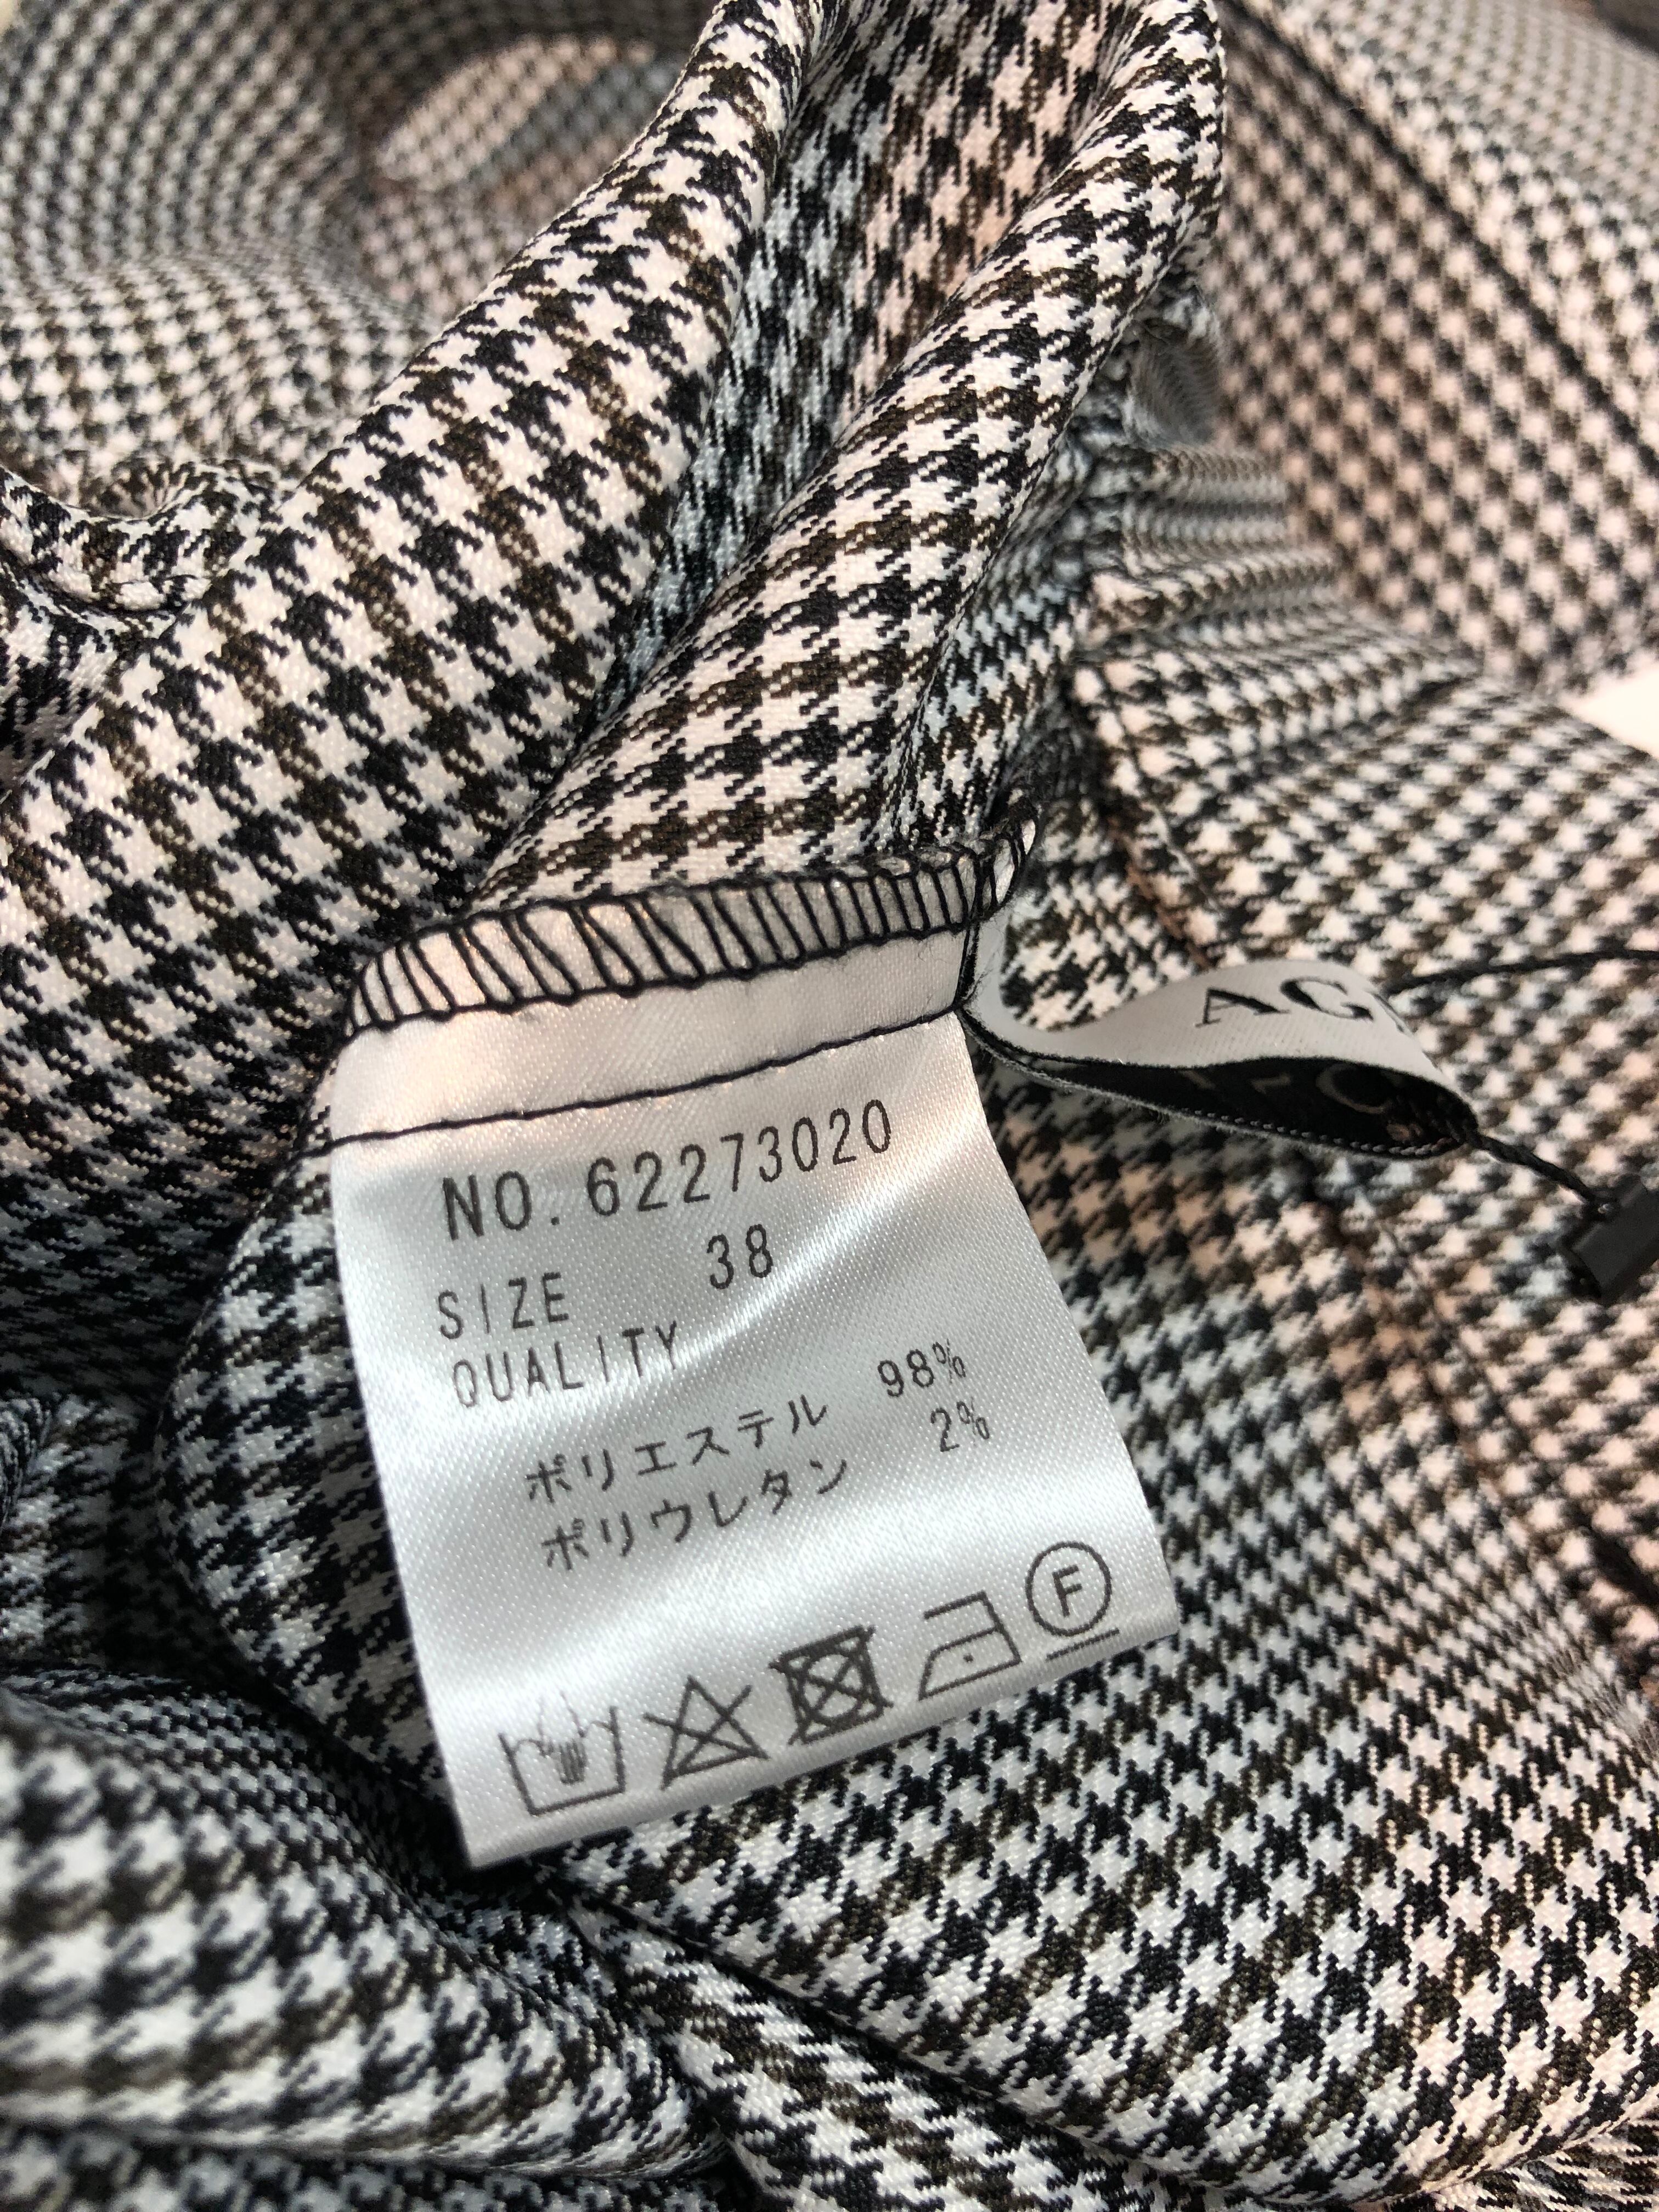 NO. 62273020
SIZE 38
QUALITY
ポリエステル 98%
ポリウレタン 2%
F